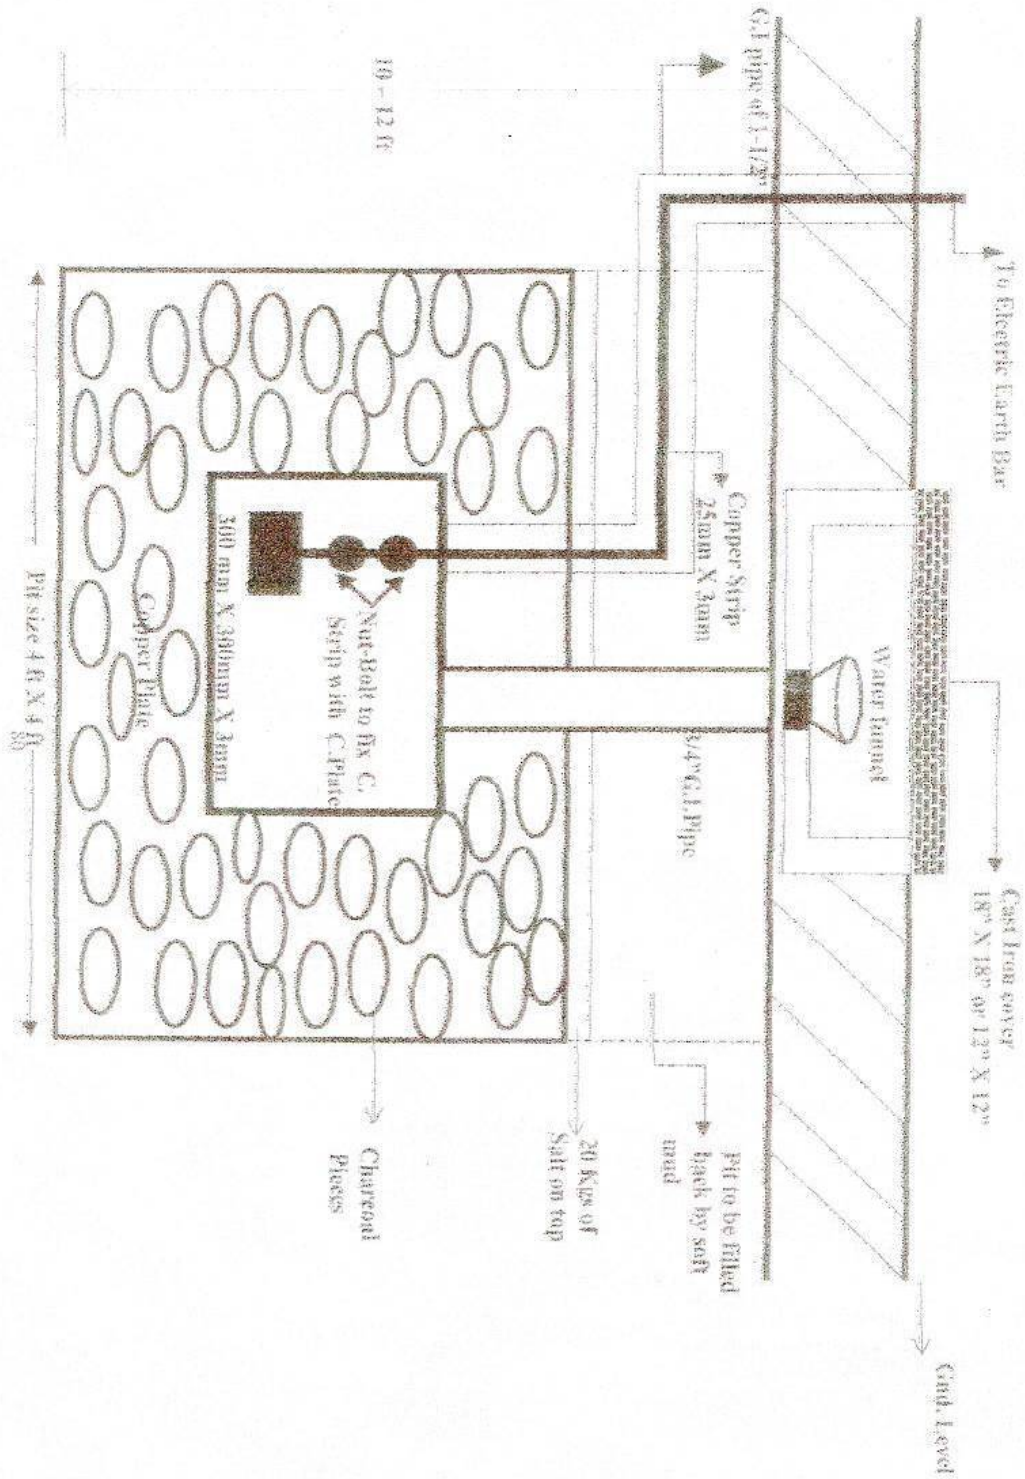 To Electric Earth Bar
Cast Iron cover
18" X 18" or 12" X 12"
Gnd. Level
Water funnel
G.I pipe of 1-1/2"
Copper Strip
25mm X 3mm
3/4" G.I. Pipe
Pit to be filled
back by soft
mud
20 Kgs of
Salt on top
10 - 12 ft
Nut-Bolt to fix C.
Strip with C.Plate
Charcoal
Pieces
300 mm X 300mm X 3mm
Copper Plate
Pit size 4 ft X 4 ft